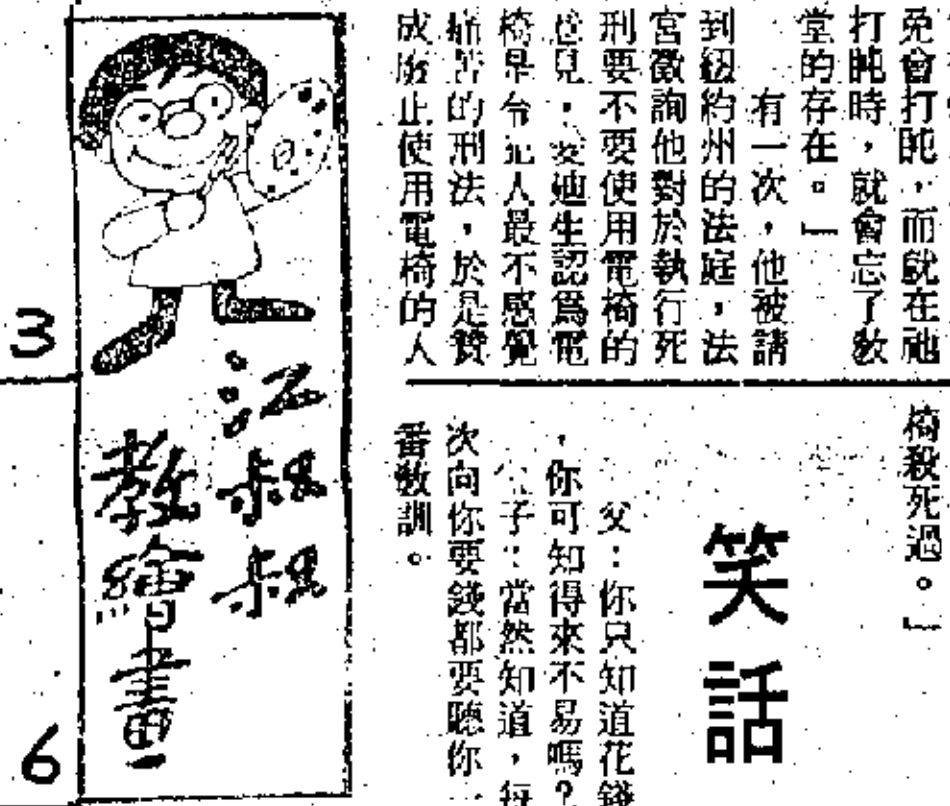 免會打盹，而就在祂
打盹時，就會忘了教
堂的存在。」
有一次，他被請
到紐約州的法庭，法
官徵詢他對於執行死
刑要不要使用電椅的
意見，愛迪生認爲電
椅是令犯人最不感覺
痛苦的刑法，於是贊
成廢止使用電椅的人
椅殺死過。」
笑話
父：你只知道花錢
，你可知得來不易嗎？
子：當然知道，每
次向你要錢都要聽你一
番教訓。
江叔叔
教繪畫
3
6